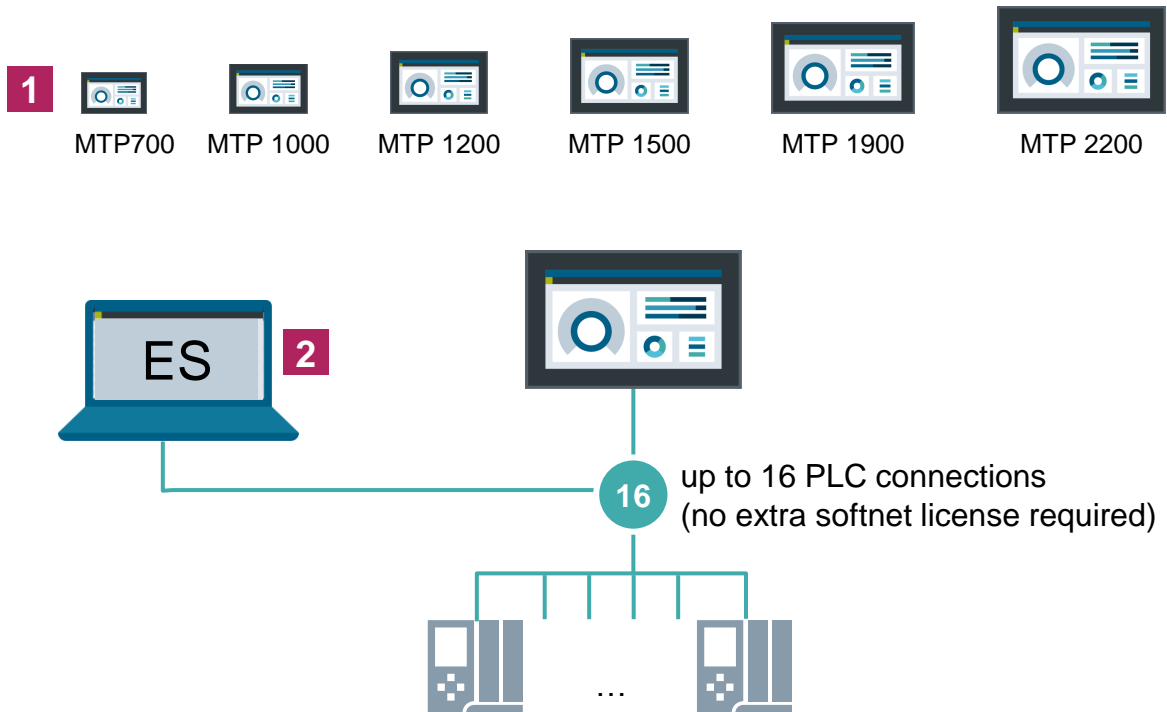 1
MTP700 MTP 1000 MTP 1200 MTP 1500 MTP 1900 MTP 2200
ES
2
16
up to 16 PLC connections
(no extra softnet license required)
...